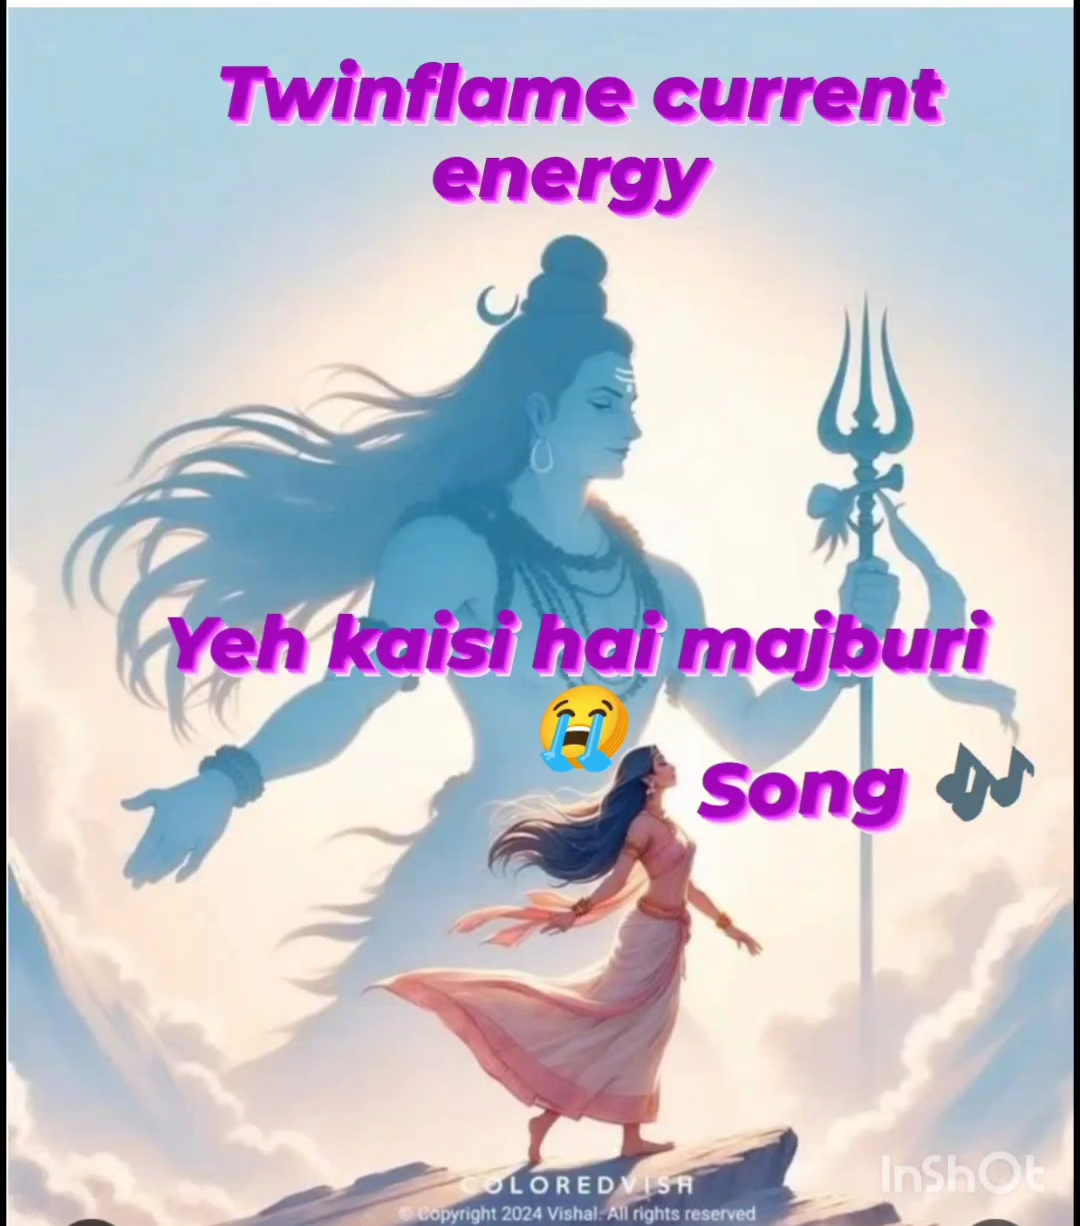 Twinflame current
energy
Yeh kaisi hai majburi
😭
Song 🎶
COLOREDVISH
© Copyright 2024 Vishal. All rights reserved
InShOt